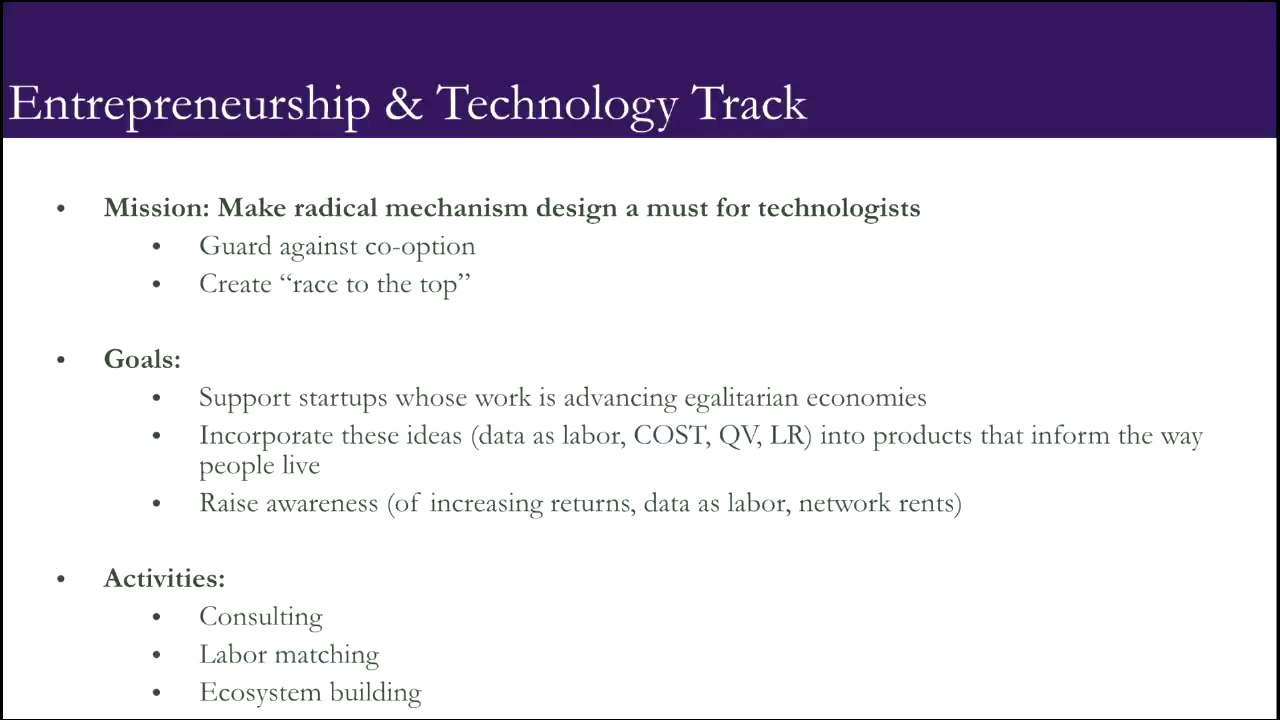 Entrepreneurship & Technology Track
• Mission: Make radical mechanism design a must for technologists
• Guard against co-option
• Create “race to the top”
• Goals:
• Support startups whose work is advancing egalitarian economies
• Incorporate these ideas (data as labor, COST, QV, LR) into products that inform the way
people live
• Raise awareness (of increasing returns, data as labor, network rents)
• Activities:
• Consulting
• Labor matching
• Ecosystem building